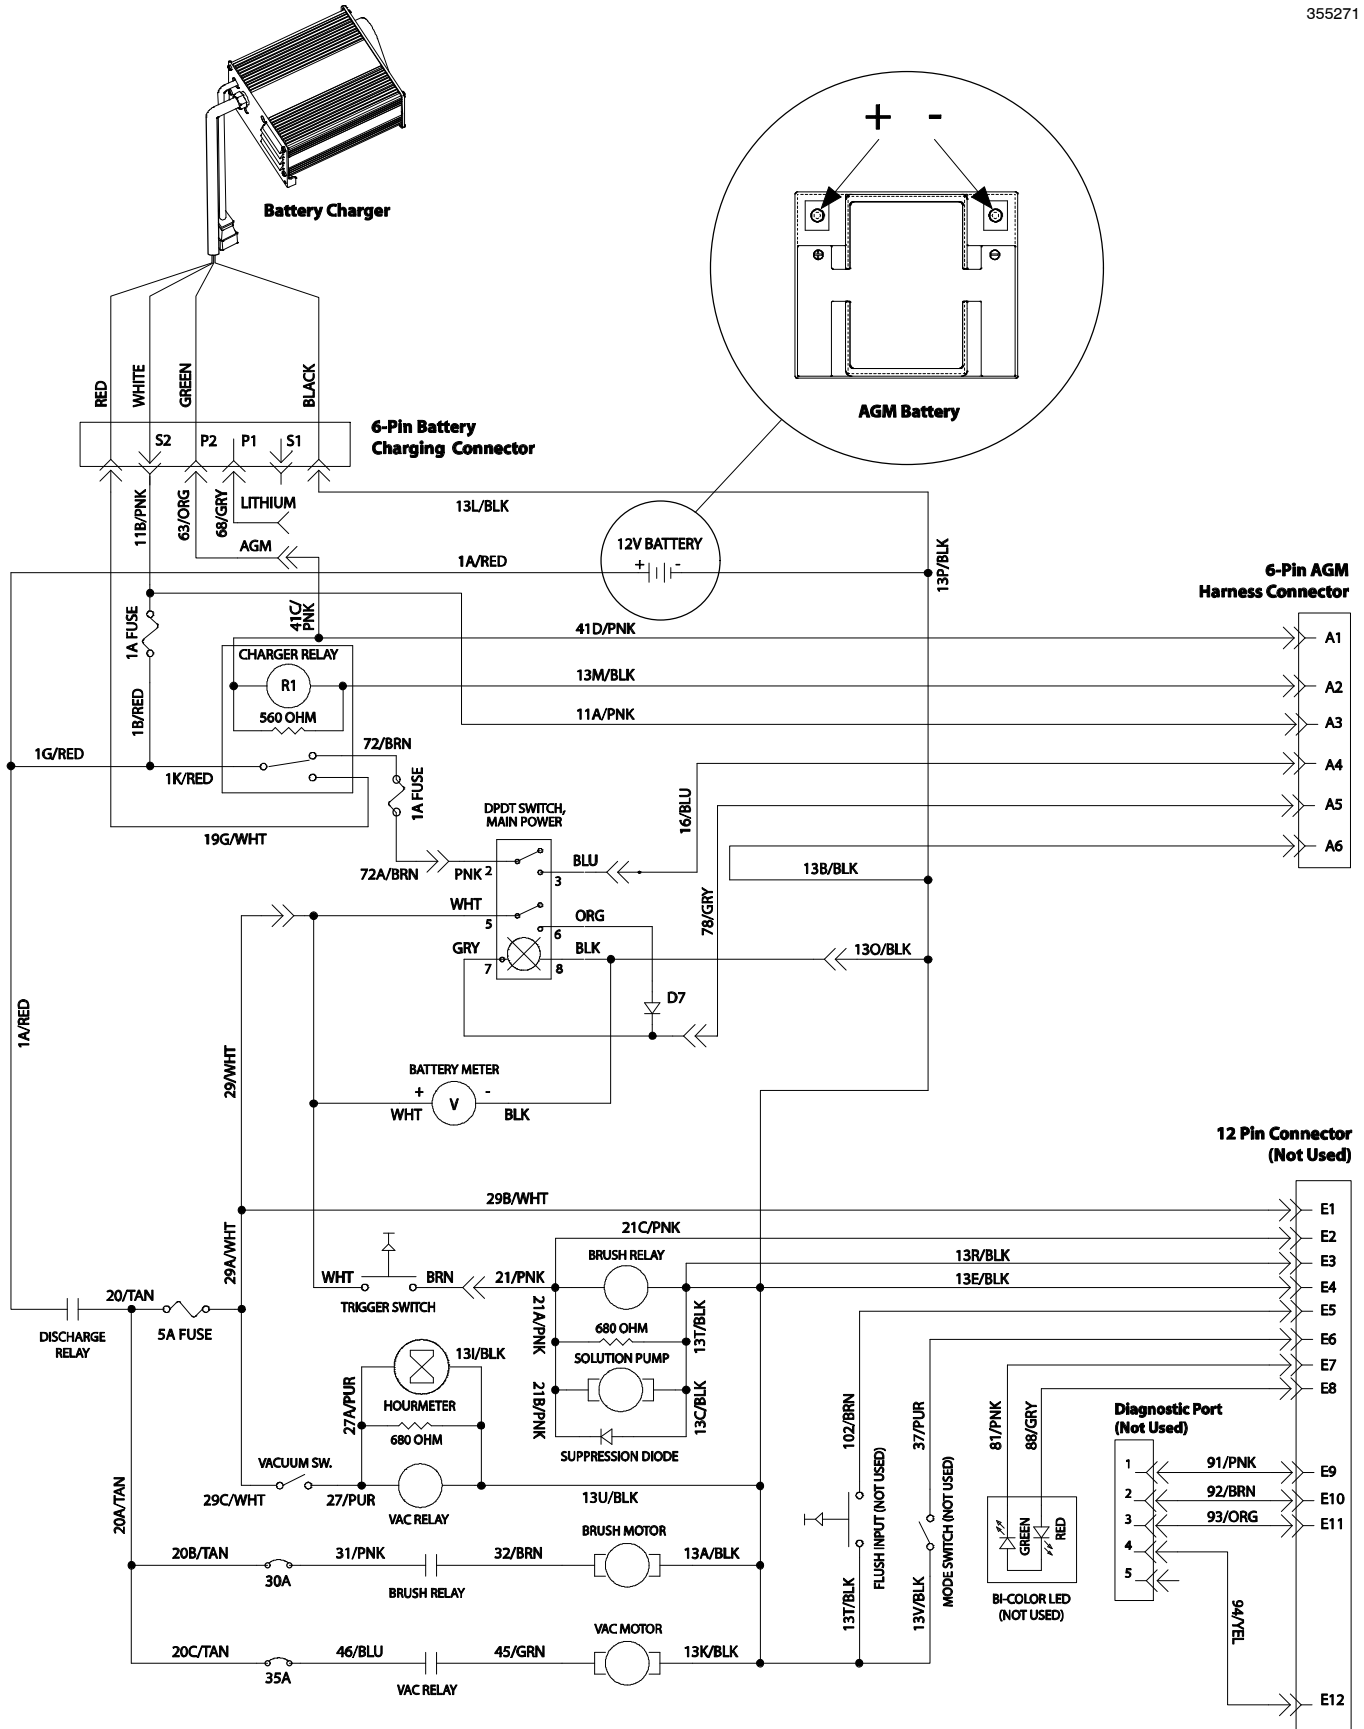 355271
+ -
Battery Charger
AGM Battery
RED
WHITE
GREEN
BLACK
6-Pin Battery
Charging Connector
S2
P2
P1
S1
11B/PNK
63/ORG
68/GRY
LITHIUM
AGM
13L/BLK
12V BATTERY
+ -
1A/RED
13P/BLK
6-Pin AGM
Harness Connector
1A FUSE
41C/
PNK
41D/PNK
A1
CHARGER RELAY
R1
560 OHM
13M/BLK
A2
11A/PNK
A3
1B/RED
1G/RED
1K/RED
72/BRN
1A FUSE
A4
16/BLU
A5
19G/WHT
DPDT SWITCH,
MAIN POWER
A6
72A/BRN
PNK
2
BLU
3
13B/BLK
78/GRY
WHT
5
ORG
6
GRY
7
BLK
8
13O/BLK
D7
1A/RED
29/WHT
BATTERY METER
+ -
V
WHT
BLK
12 Pin Connector
(Not Used)
29B/WHT
E1
21C/PNK
E2
29A/WHT
BRUSH RELAY
13R/BLK
E3
WHT
BRN
21/PNK
13E/BLK
E4
TRIGGER SWITCH
20/TAN
5A FUSE
DISCHARGE
RELAY
21A/PNK
680 OHM
13T/BLK
E5
E6
SOLUTION PUMP
13I/BLK
27A/PUR
HOURMETER
21B/PNK
13C/BLK
E7
E8
680 OHM
SUPPRESSION DIODE
102/BRN
37/PUR
81/PNK
88/GRY
Diagnostic Port
(Not Used)
VACUUM SW.
29C/WHT
27/PUR
VAC RELAY
13U/BLK
1
91/PNK
E9
2
92/BRN
E10
3
93/ORG
E11
4
5
20A/TAN
FLUSH INPUT (NOT USED)
MODE SWITCH (NOT USED)
GREEN
RED
BI-COLOR LED
(NOT USED)
20B/TAN
30A
31/PNK
BRUSH RELAY
32/BRN
BRUSH MOTOR
13A/BLK
13T/BLK
13V/BLK
94/YEL
20C/TAN
35A
46/BLU
VAC RELAY
45/GRN
VAC MOTOR
13K/BLK
E12